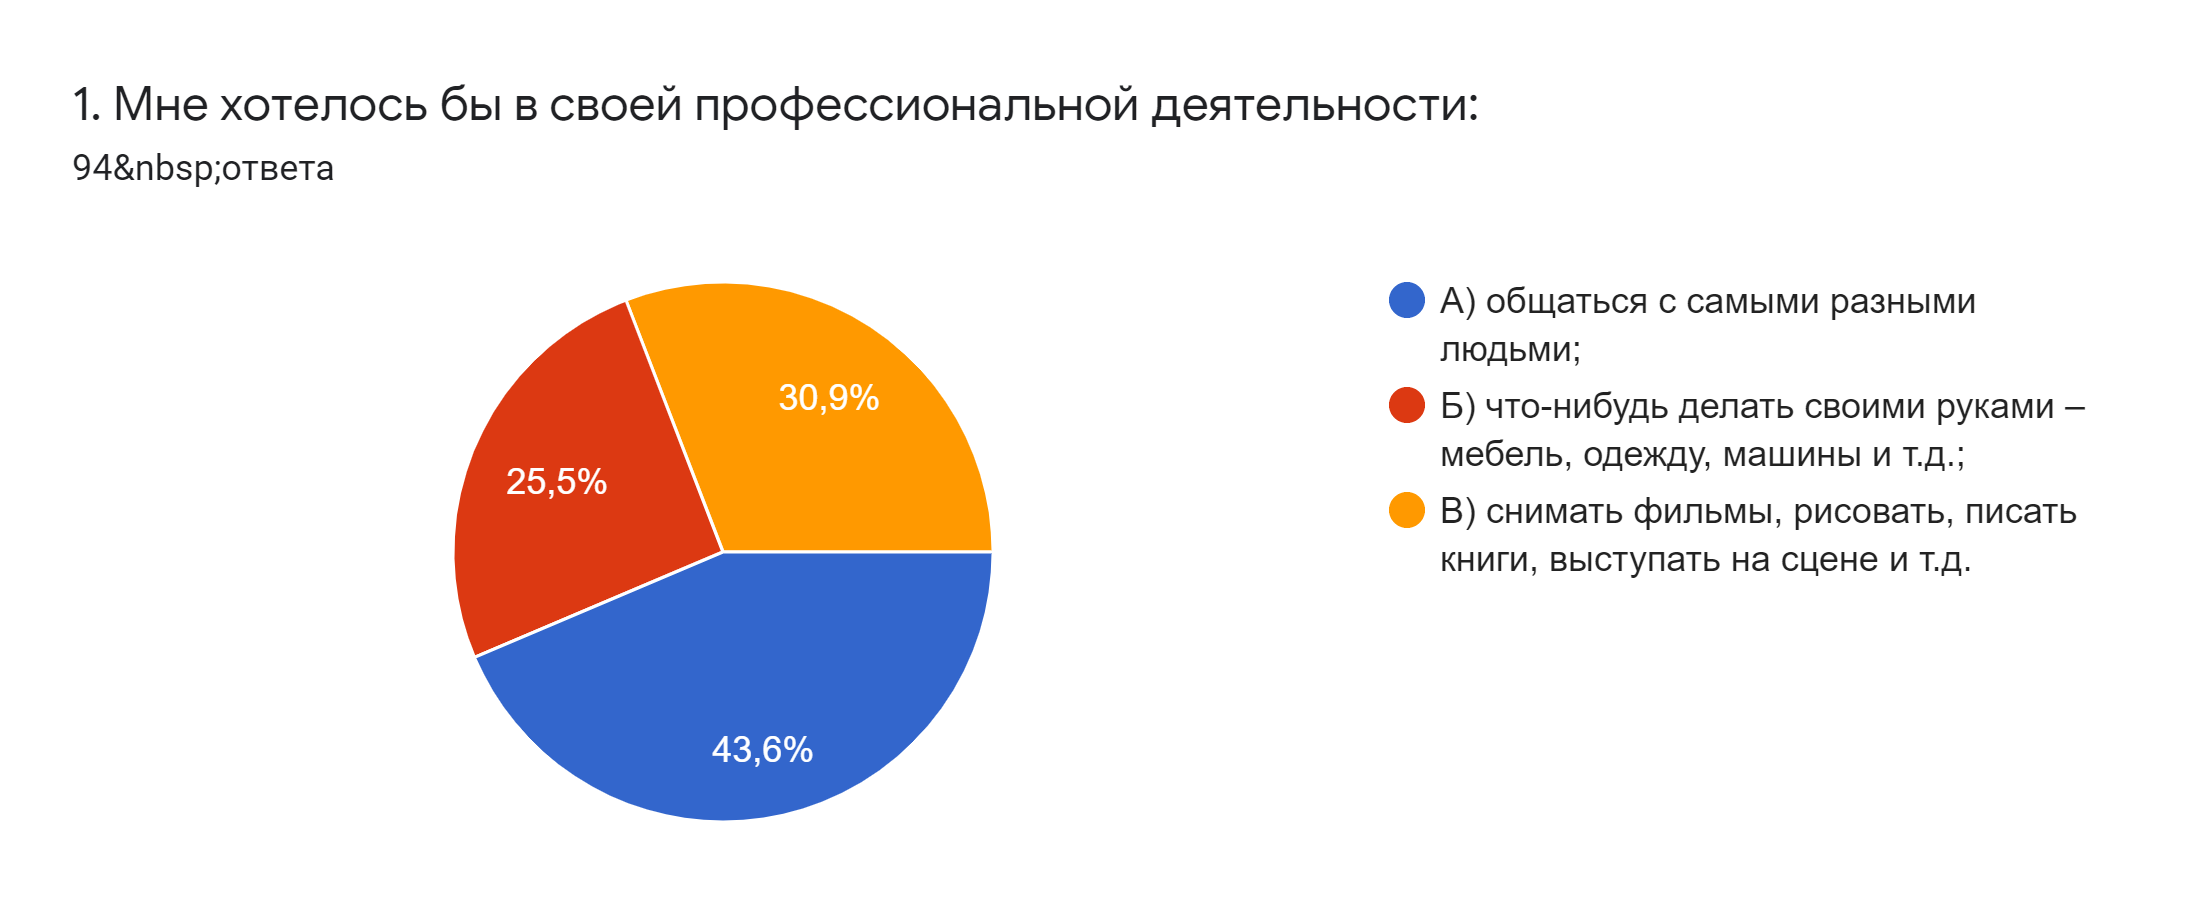 1. Мне хотелось бы в своей профессиональной деятельности:
94&nbsp;ответа
30,9%
25,5%
43,6%
А) общаться с самыми разными
людьми;
Б) что-нибудь делать своими руками –
мебель, одежду, машины и т.д.;
В) снимать фильмы, рисовать, писать
книги, выступать на сцене и т.д.